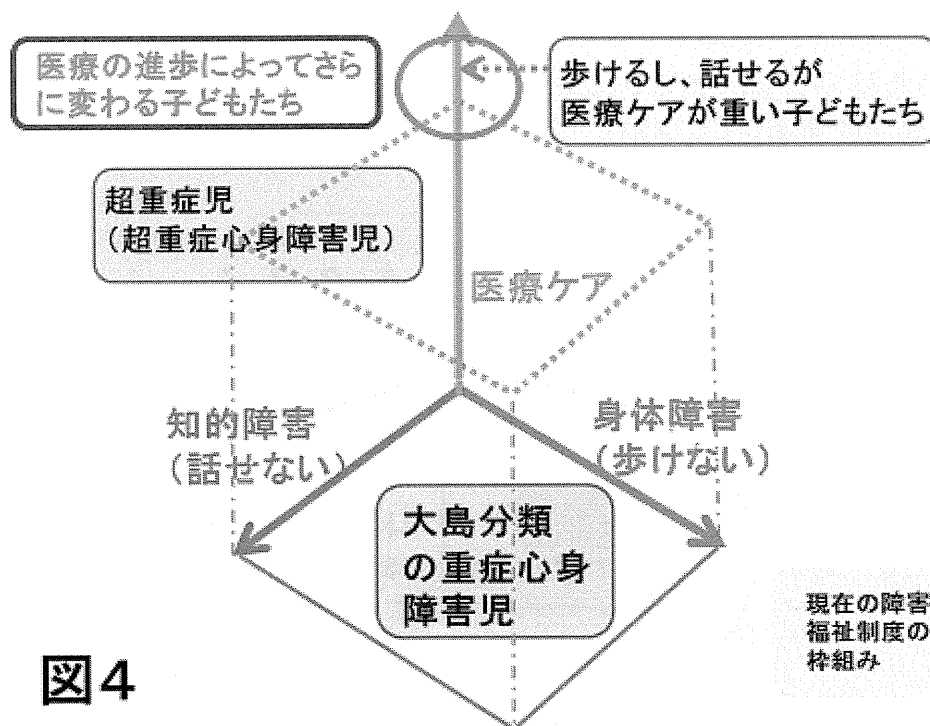 医療の進歩によってさら
に変わる子どもたち
歩けるし、話せるが
医療ケアが重い子どもたち
超重症児
（超重症心身障害児）
医療ケア
知的障害
（話せない）
身体障害
（歩けない）
大島分類
の重症心身
障害児
現在の障害
福祉制度の
枠組み
図4